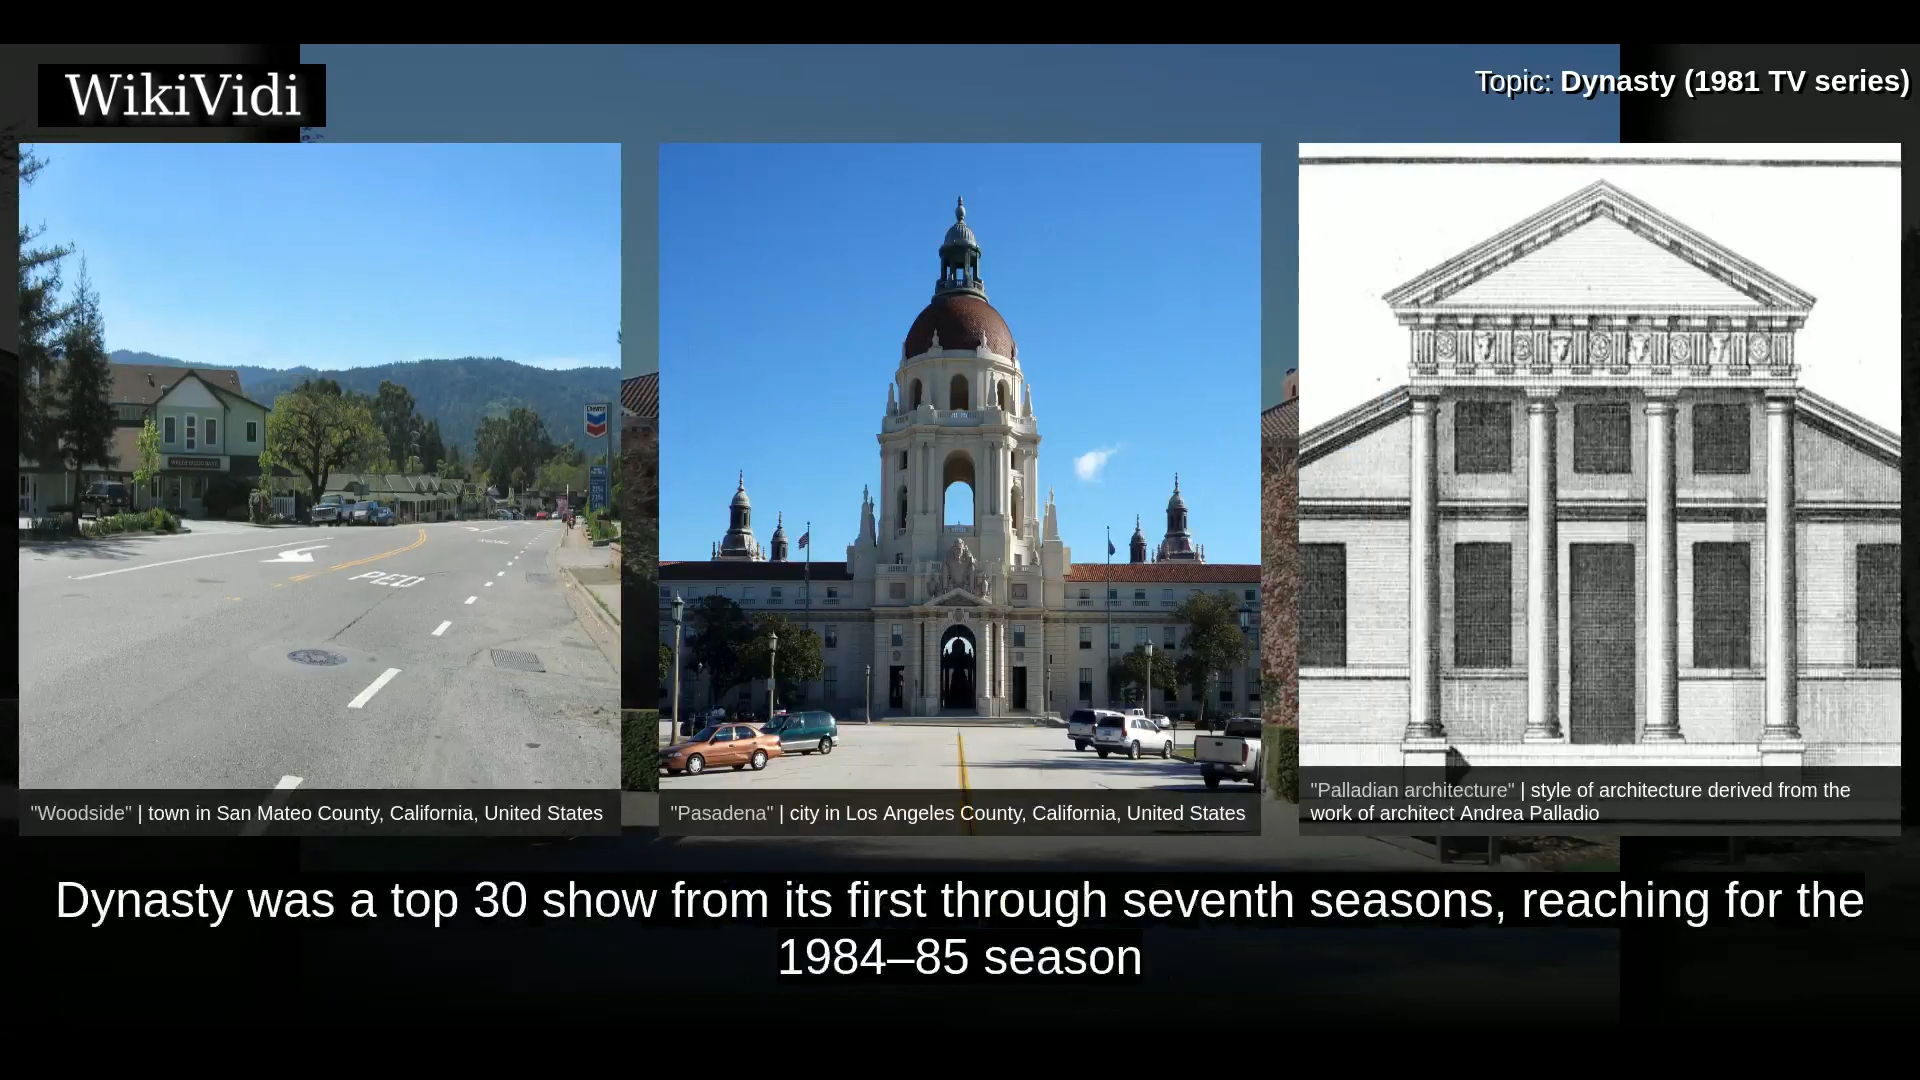 WikiVidi
Topic: Dynasty (1981 TV series)
Chevron
PED
"Woodside" | town in San Mateo County, California, United States
"Pasadena" | city in Los Angeles County, California, United States
"Palladian architecture" | style of architecture derived from the
work of architect Andrea Palladio
Dynasty was a top 30 show from its first through seventh seasons, reaching for the
1984–85 season